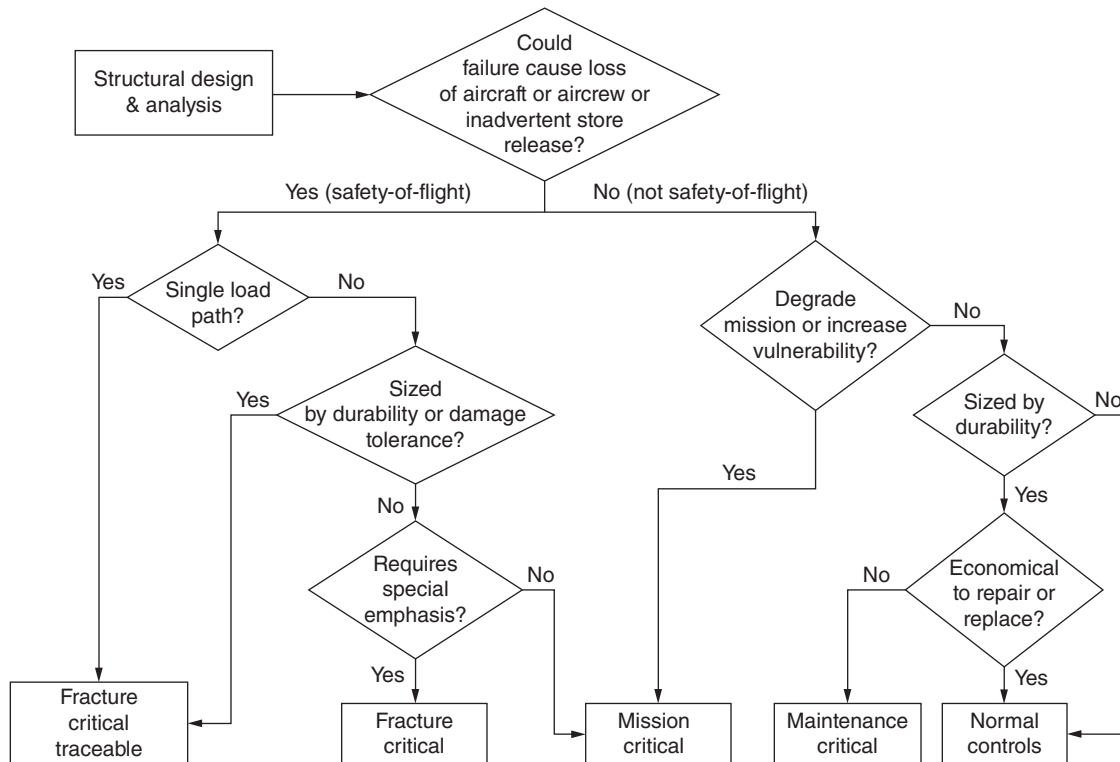 Structural design
& analysis
Could
failure cause loss
of aircraft or aircrew or
inadvertent store
release?
Yes (safety-of-flight)
No (not safety-of-flight)
Yes
Single load
path?
No
Degrade
mission or increase
vulnerability?
No
Yes
Sized
by durability or damage
tolerance?
Sized by
durability?
No
Yes
No
Yes
Requires
special
emphasis?
No
No
Economical
to repair or
replace?
Yes
Yes
Fracture
critical
traceable
Fracture
critical
Mission
critical
Maintenance
critical
Normal
controls